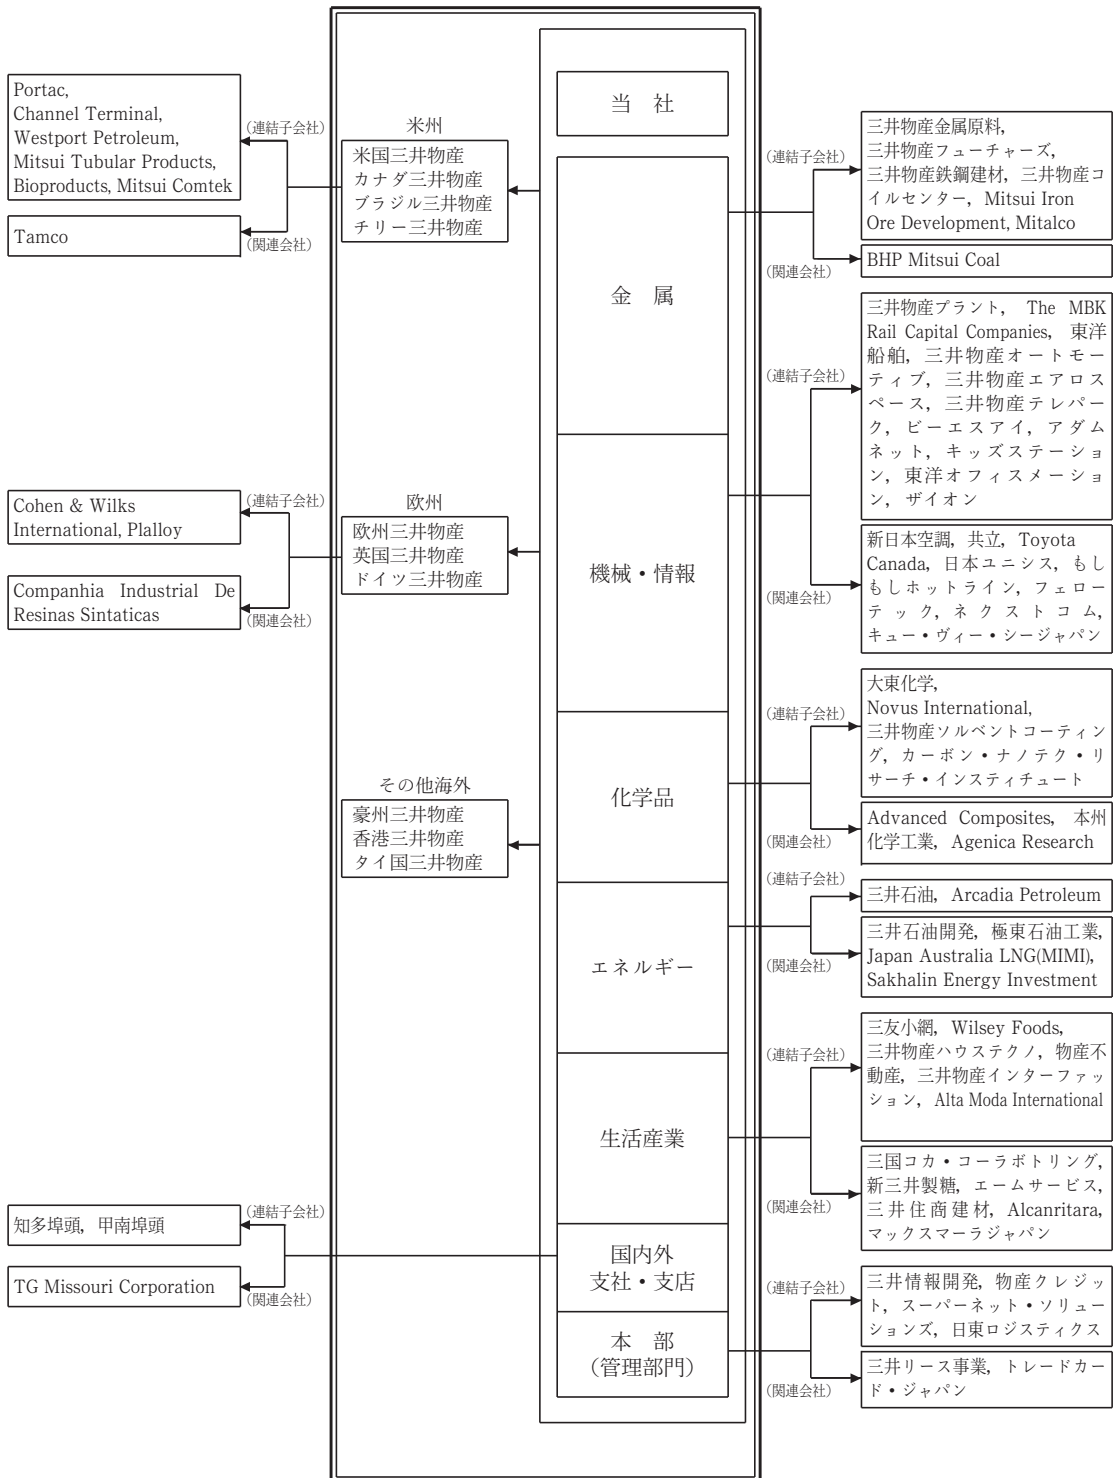 Portac,
Channel Terminal,
Westport Petroleum,
Mitsui Tubular Products,
Bioproducts, Mitsui Comtek
(連結子会社)
Tamco
(関連会社)
米州
米国三井物産
カナダ三井物産
ブラジル三井物産
チリー三井物産
Cohen & Wilks
International, Plalloy
(連結子会社)
Companhia Industrial De
Resinas Sintaticas
(関連会社)
欧州
欧州三井物産
英国三井物産
ドイツ三井物産
その他海外
豪州三井物産
香港三井物産
タイ国三井物産
知多埠頭, 甲南埠頭
(連結子会社)
TG Missouri Corporation
(関連会社)
当 社
金 属
機械・情報
化学品
エネルギー
生活産業
国内外
支社・支店
本 部
(管理部門)
(連結子会社)
三井物産金属原料,
三井物産フューチャーズ,
三井物産鉄鋼建材, 三井物産コ
イルセンター, Mitsui Iron
Ore Development, Mitalco
(関連会社)
BHP Mitsui Coal
(連結子会社)
三井物産プラント, The MBK
Rail Capital Companies, 東洋
船舶, 三井物産オートモー
ティブ, 三井物産エアロス
ペース, 三井物産テレパー
ク, ビーエスアイ, アダム
ネット, キッズステーショ
ン, 東洋オフィスメーショ
ン, ザイオン
(関連会社)
新日本空調, 共立, Toyota
Canada, 日本ユニシス, もし
もしホットライン, フェロー
テック, ネクストコム,
キュー・ヴィー・シージャパン
(連結子会社)
大東化学,
Novus International,
三井物産ソルベントコーティン
グ, カーボン・ナノテク・リ
サーチ・インスティチュート
(関連会社)
Advanced Composites, 本州
化学工業, Agenica Research
(連結子会社)
三井石油, Arcadia Petroleum
(関連会社)
三井石油開発, 極東石油工業,
Japan Australia LNG(MIMI),
Sakhalin Energy Investment
(連結子会社)
三友小網, Wilsey Foods,
三井物産ハウステクノ, 物産不
動産, 三井物産インターファッ
ション, Alta Moda International
(関連会社)
三国コカ・コーラボトリング,
新三井製糖, エームサービス,
三井住商建材, Alcanritara,
マックスマーラジャパン
(連結子会社)
三井情報開発, 物産クレジッ
ト, スーパーネット・ソリュー
ションズ, 日東ロジスティクス
(関連会社)
三井リース事業, トレードカー
ド・ジャパン